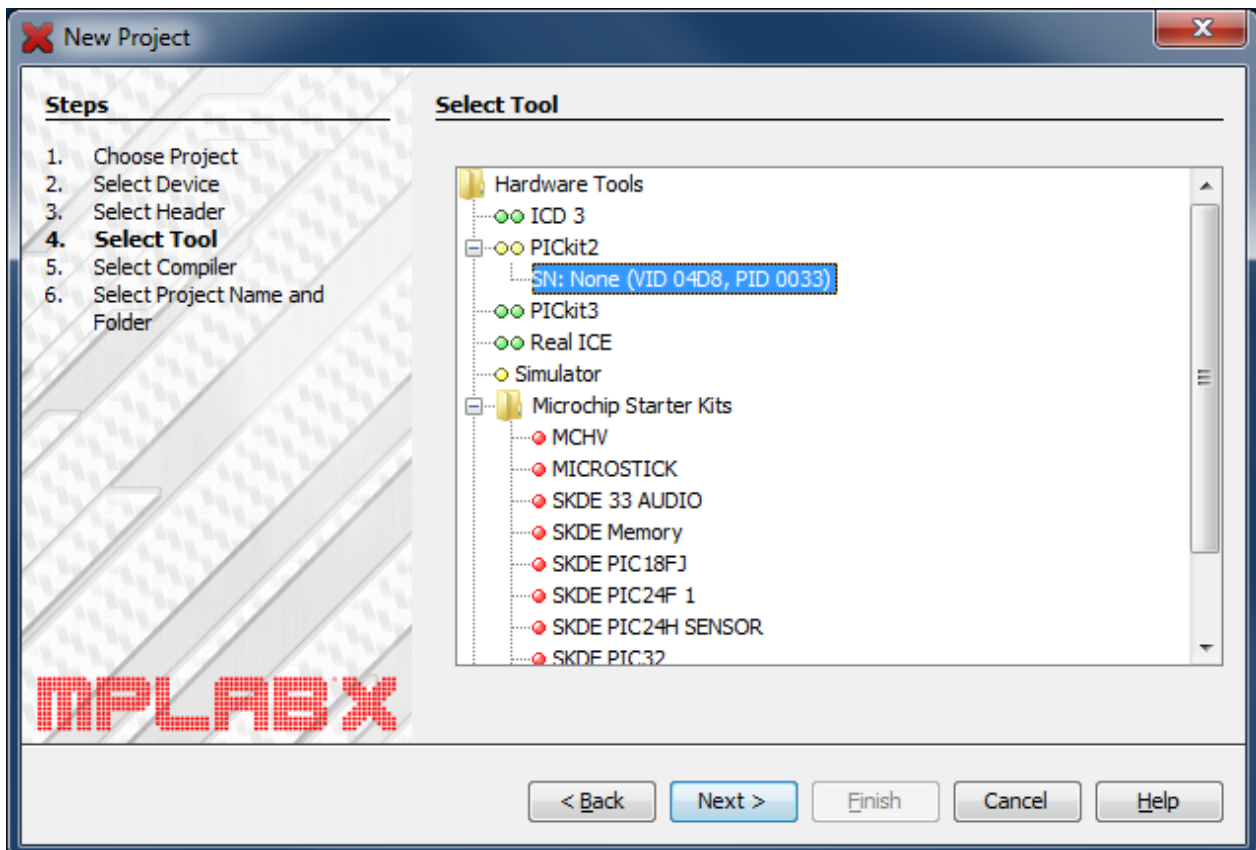 New Project
Steps
1. Choose Project
2. Select Device
3. Select Header
4. Select Tool
5. Select Compiler
6. Select Project Name and
Folder
MPLAB X
Select Tool
Hardware Tools
ICD 3
PICkit2
SN: None (VID 04D8, PID 0033)
PICkit3
Real ICE
Simulator
Microchip Starter Kits
MCHV
MICROSTICK
SKDE 33 AUDIO
SKDE Memory
SKDE PIC18FJ
SKDE PIC24F 1
SKDE PIC24H SENSOR
SKDE PIC32
< Back
Next >
Finish
Cancel
Help